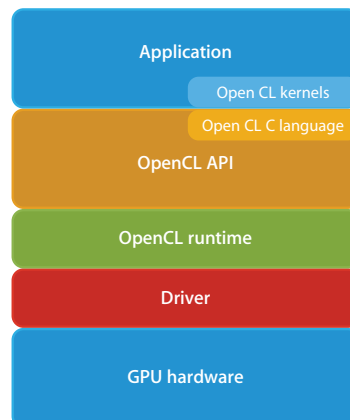 Application
Open CL kernels
Open CL C language
OpenCL API
OpenCL runtime
Driver
GPU hardware